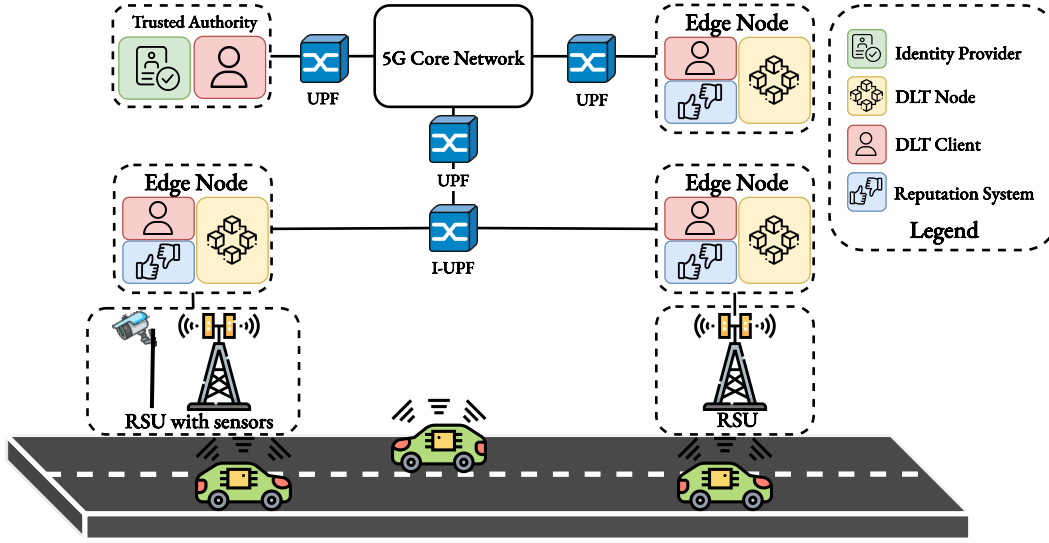 Trusted Authority
UPF
5G Core Network
UPF
Edge Node
Identity Provider
DLT Node
DLT Client
Reputation System
Legend
UPF
Edge Node
I-UPF
Edge Node
RSU with sensors
RSU